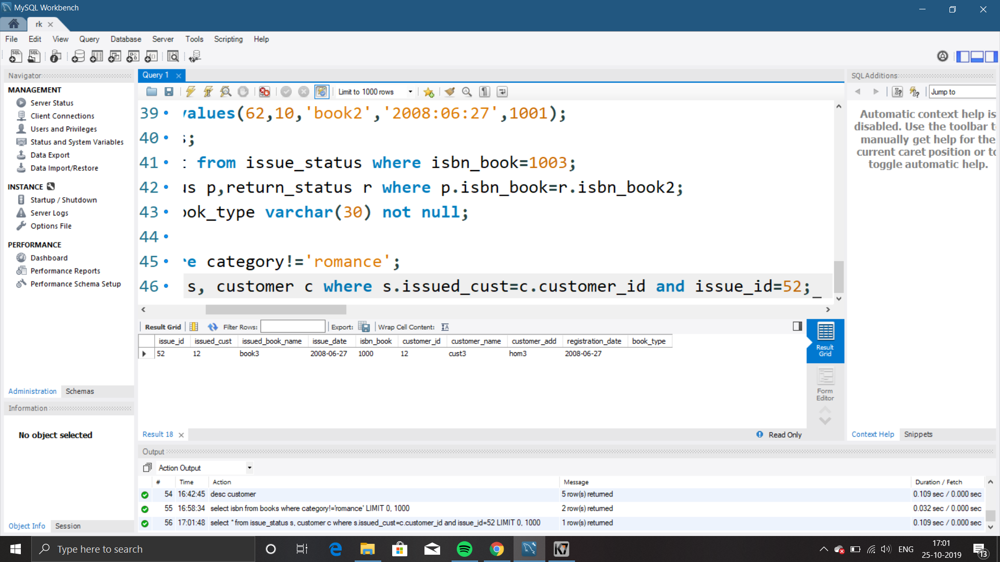 MySQL Workbench
rk
File Edit View Query Database Server Tools Scripting Help
Navigator
MANAGEMENT
Server Status
Client Connections
Users and Privileges
Status and System Variables
Data Export
Data Import/Restore
INSTANCE
Startup / Shutdown
Server Logs
Options File
PERFORMANCE
Dashboard
Performance Reports
Performance Schema Setup
Administration Schemas
Information
No object selected
Object Info Session
Query 1
Limit to 1000 rows
39 values(62,10,'book2','2008:06:27',1001);
40 s;
41 t from issue_status where isbn_book=1003;
42 us p,return_status r where p.isbn_book=r.isbn_book2;
43 ook_type varchar(30) not null;
44
45 re category!='romance';
46 s, customer c where s.issued_cust=c.customer_id and issue_id=52;
Result Grid Filter Rows: Export: Wrap Cell Content:
issue_id issued_cust issued_book_name issue_date isbn_book customer_id customer_name customer_add registration_date book_type
52 12 book3 2008-06-27 1000 12 cust3 hom3 2008-06-27
Result Grid
Form Editor
Result 18
Read Only
Output
Action Output
# Time Action Message Duration / Fetch
54 16:42:45 desc customer 5 row(s) returned 0.109 sec / 0.000 sec
55 16:58:34 select isbn from books where category!='romance' LIMIT 0, 1000 2 row(s) returned 0.032 sec / 0.000 sec
56 17:01:48 select * from issue_status s, customer c where s.issued_cust=c.customer_id and issue_id=52 LIMIT 0, 1000 1 row(s) returned 0.109 sec / 0.000 sec
SQLAdditions
Jump to
Automatic context help is
disabled. Use the toolbar t
manually get help for the
current caret position or to
toggle automatic help.
Context Help Snippets
Type here to search
K7
ENG
17:01
25-10-2019
13